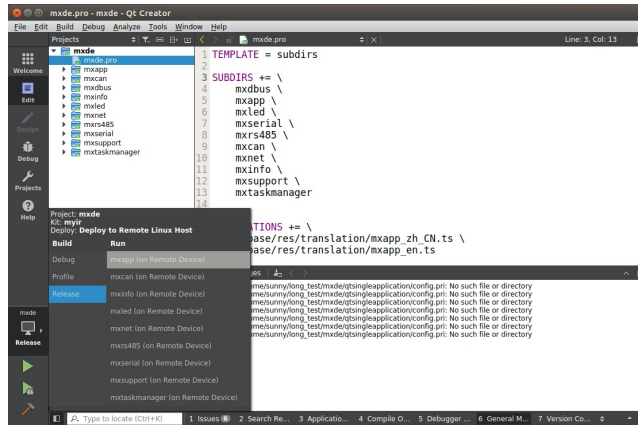 mxde.pro - mxde - Qt Creator
File Edit Build Debug Analyze Tools Window Help
Projects
mxde.pro
Line: 3, Col: 13
Welcome
Edit
Design
Debug
Projects
Help
mxde
mxde.pro
mxapp
mxcan
mxdbus
mxinfo
mxled
mxnet
mxrs485
mxserial
mxsupport
mxtaskmanager
1 TEMPLATE = subdirs
2
3 SUBDIRS += \
4 mxdbus \
5 mxapp \
6 mxled \
7 mxserial \
8 mxrs485 \
9 mxcan \
10 mxnet \
11 mxinfo \
12 mxsupport \
13 mxtaskmanager
14
TIONS += \
base/res/translation/mxapp_zh_CN.ts \
base/res/translation/mxapp_en.ts
Project: mxde
Kit: myir
Deploy: Deploy to Remote Linux Host
Build Run
Debug
Profile
Release
mxapp (on Remote Device)
mxcan (on Remote Device)
mxinfo (on Remote Device)
mxled (on Remote Device)
mxnet (on Remote Device)
mxrs485 (on Remote Device)
mxserial (on Remote Device)
mxsupport (on Remote Device)
mxtaskmanager (on Remote Device)
es
ome/sunny/long_test/mxde/qtsingleapplication/config.pri: No such file or directory
ome/sunny/long_test/mxde/qtsingleapplication/config.pri: No such file or directory
ome/sunny/long_test/mxde/qtsingleapplication/config.pri: No such file or directory
ome/sunny/long_test/mxde/qtsingleapplication/config.pri: No such file or directory
ome/sunny/long_test/mxde/qtsingleapplication/config.pri: No such file or directory
ome/sunny/long_test/mxde/qtsingleapplication/config.pri: No such file or directory
mxde
Release
Type to locate (Ctrl+K)
1 Issues 6 2 Search Re... 3 Applicatio... 4 Compile O... 5 Debugger ... 6 General M... 7 Version Co...